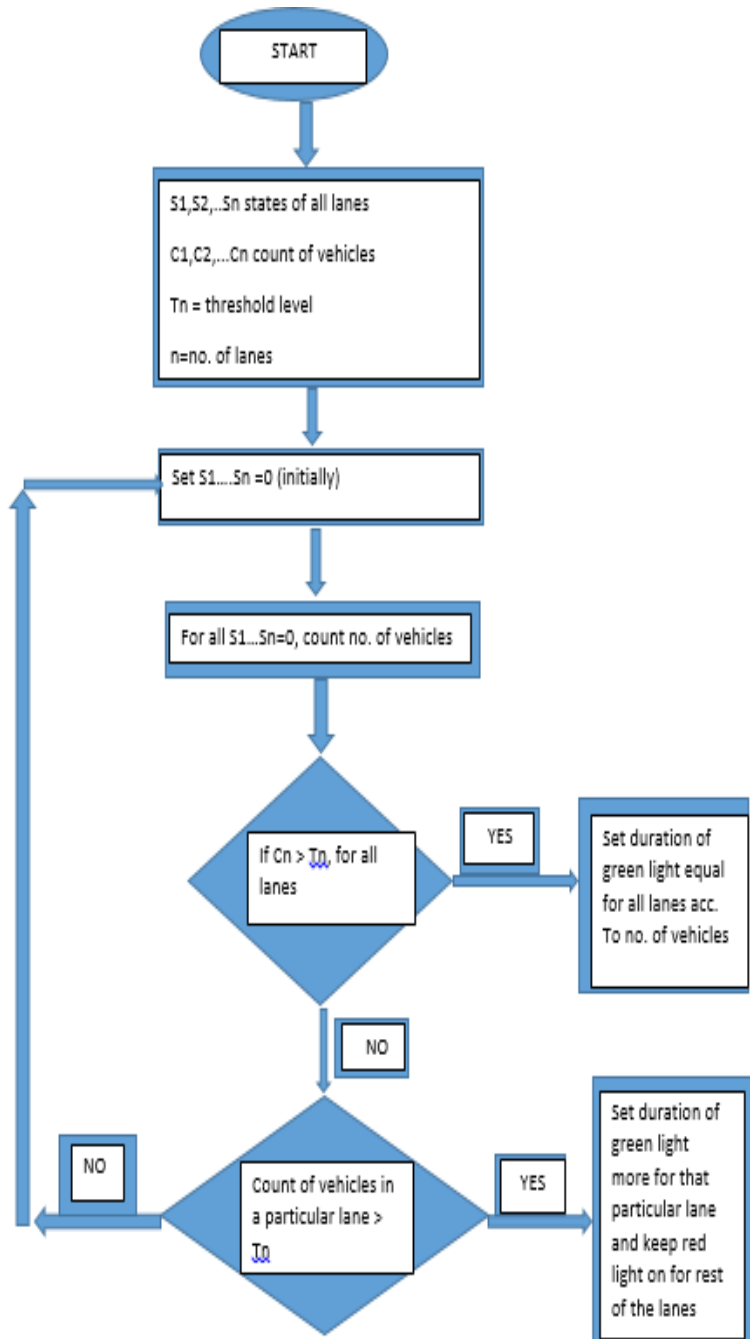 START
S1,S2,..Sn states of all lanes
C1,C2,...Cn count of vehicles
Tn = threshold level
n=no. of lanes
Set S1.....Sn =0 (initially)
For all S1...Sn=0, count no. of vehicles
If Cn > Tn, for all
lanes
YES
Set duration of
green light equal
for all lanes acc.
To no. of vehicles
NO
Count of vehicles in
a particular lane >
Tn
NO
YES
Set duration of
green light
more for that
particular lane
and keep red
light on for rest
of the lanes